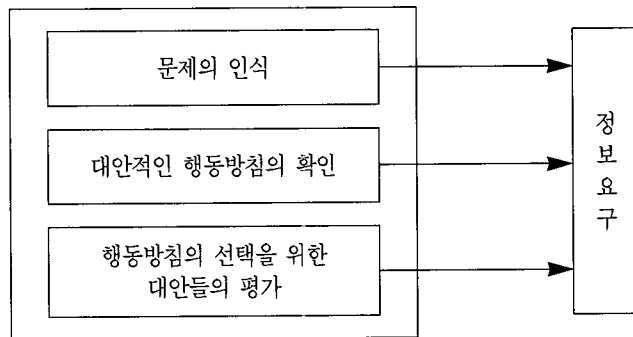 문제의 인식
대안적인 행동방침의 확인
행동방침의 선택을 위한
대안들의 평가
정
보
요
구